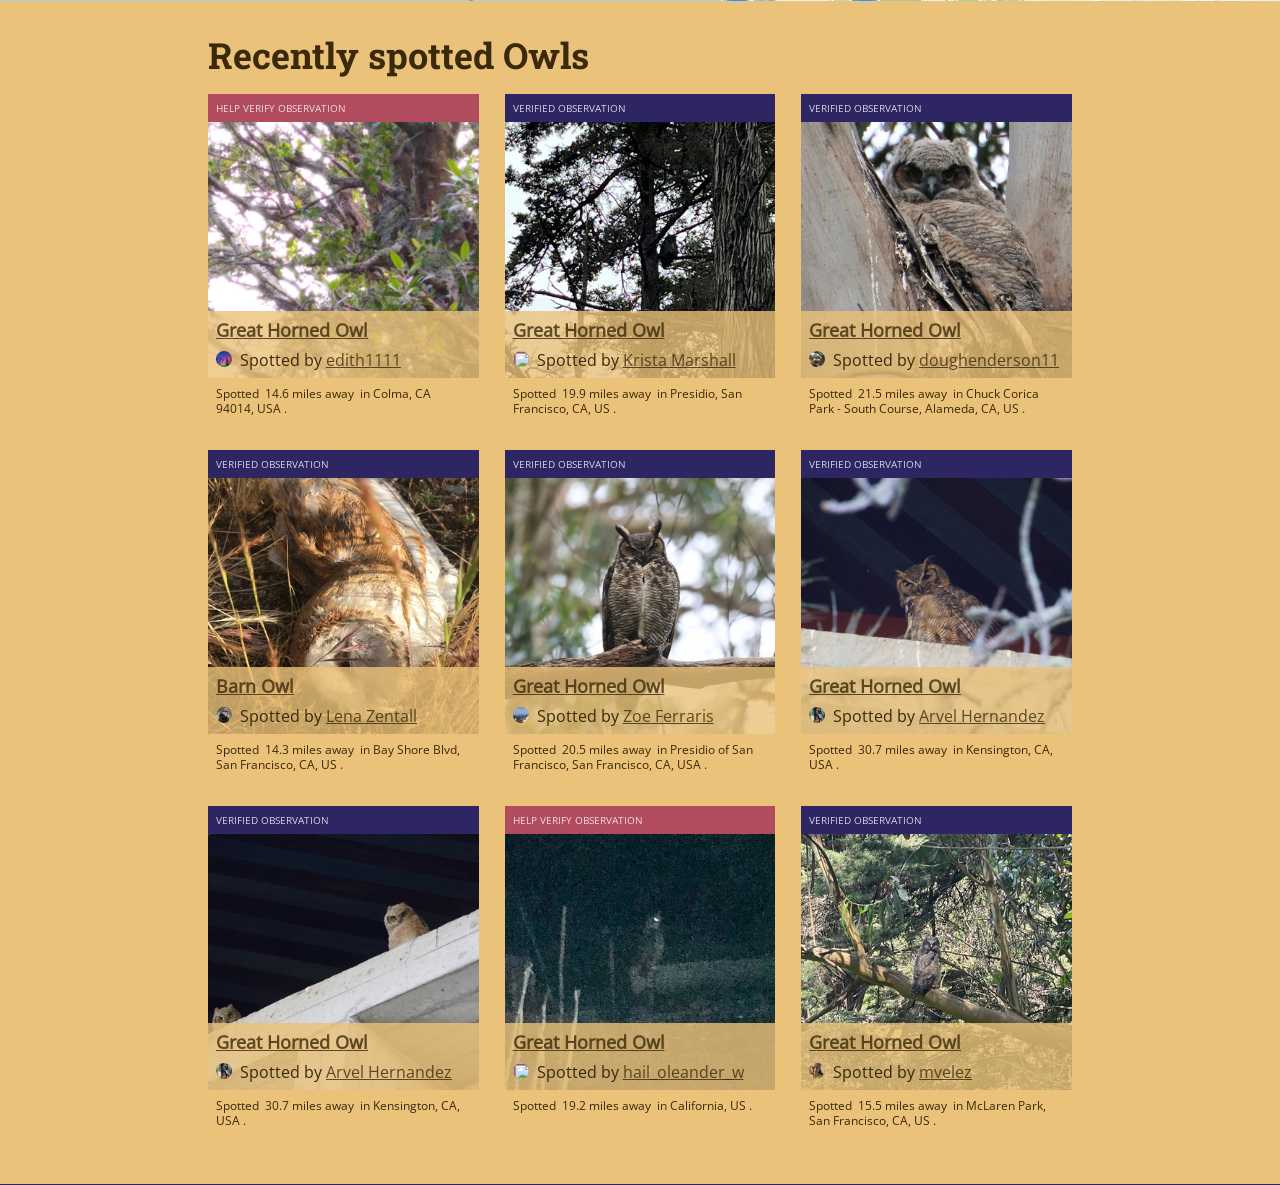 Recently spotted Owls
HELP VERIFY OBSERVATION
Great Horned Owl
Spotted by edith1111
Spotted 14.6 miles away in Colma, CA
94014, USA .
VERIFIED OBSERVATION
Great Horned Owl
Spotted by Krista Marshall
Spotted 19.9 miles away in Presidio, San
Francisco, CA, US .
VERIFIED OBSERVATION
Great Horned Owl
Spotted by doughenderson11
Spotted 21.5 miles away in Chuck Corica
Park - South Course, Alameda, CA, US .
VERIFIED OBSERVATION
Barn Owl
Spotted by Lena Zentall
Spotted 14.3 miles away in Bay Shore Blvd,
San Francisco, CA, US .
VERIFIED OBSERVATION
Great Horned Owl
Spotted by Zoe Ferraris
Spotted 20.5 miles away in Presidio of San
Francisco, San Francisco, CA, USA .
VERIFIED OBSERVATION
Great Horned Owl
Spotted by Arvel Hernandez
Spotted 30.7 miles away in Kensington, CA,
USA .
VERIFIED OBSERVATION
Great Horned Owl
Spotted by Arvel Hernandez
Spotted 30.7 miles away in Kensington, CA,
USA .
HELP VERIFY OBSERVATION
Great Horned Owl
Spotted by hail_oleander_w
Spotted 19.2 miles away in California, US .
VERIFIED OBSERVATION
Great Horned Owl
Spotted by mvelez
Spotted 15.5 miles away in McLaren Park,
San Francisco, CA, US .